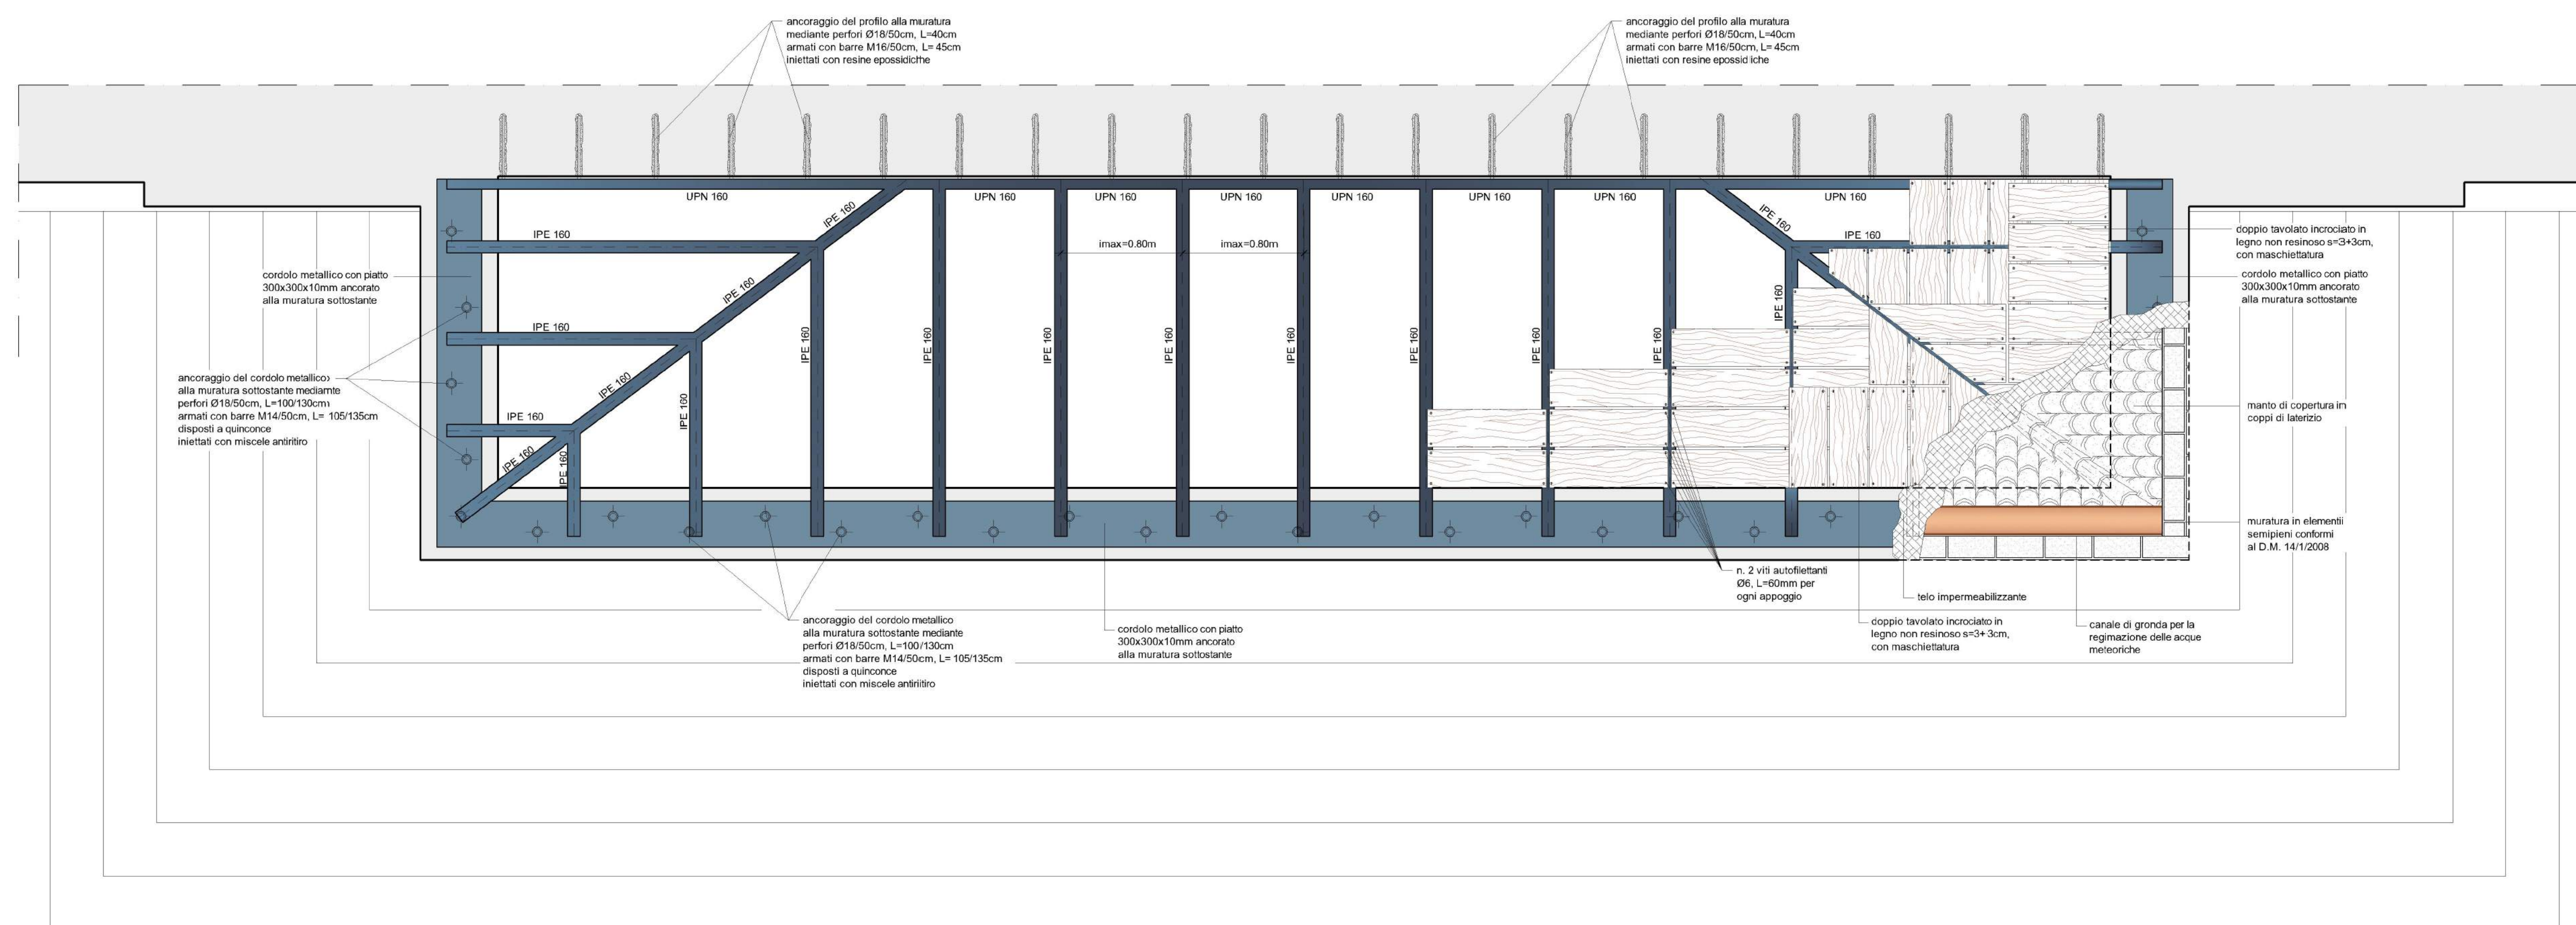 ancoraggio del profilo alla muratura
mediante perfori Ø18/50cm, L=40cm
armati con barre M16/50cm, L= 45cm
iniettati con resine epossidiche
ancoraggio del profilo alla muratura
mediante perfori Ø18/50cm, L=40cm
armati con barre M16/50cm, L= 45cm
iniettati con resine epossidiche
UPN 160
UPN 160
UPN 160
UPN 160
UPN 160
UPN 160
UPN 160
UPN 160
IPE 160
IPE 160
IPE 160
IPE 160
imax=0.80m
imax=0.80m
doppio tavolato incrociato in
legno non resinoso s=3+3cm,
con maschiettatura
cordolo metallico con piatto
300x300x10mm ancorato
alla muratura sottostante
cordolo metallico con piatto
300x300x10mm ancorato
alla muratura sottostante
IPE 160
IPE 160
IPE 160
IPE 160
IPE 160
IPE 160
IPE 160
IPE 160
IPE 160
IPE 160
IPE 160
ancoraggio del cordolo metallico
alla muratura sottostante mediante
perfori Ø18/50cm, L=100/130cm
armati con barre M14/50cm, L= 105/135cm
disposti a quinconce
iniettati con miscele antiritiro
IPE 160
IPE 160
IPE 160
IPE 160
IPE 160
manto di copertura in
coppi di laterizio
muratura in elementi
semipieni conformi
al D.M. 14/1/2008
n. 2 viti autofilettanti
Ø6, L=60mm per
ogni appoggio
telo impermeabilizzante
ancoraggio del cordolo metallico
alla muratura sottostante mediante
perfori Ø18/50cm, L=100/130cm
armati con barre M14/50cm, L= 105/135cm
disposti a quinconce
iniettati con miscele antiritiro
cordolo metallico con piatto
300x300x10mm ancorato
alla muratura sottostante
doppio tavolato incrociato in
legno non resinoso s=3+3cm,
con maschiettatura
canale di gronda per la
regimazione delle acque
meteoriche